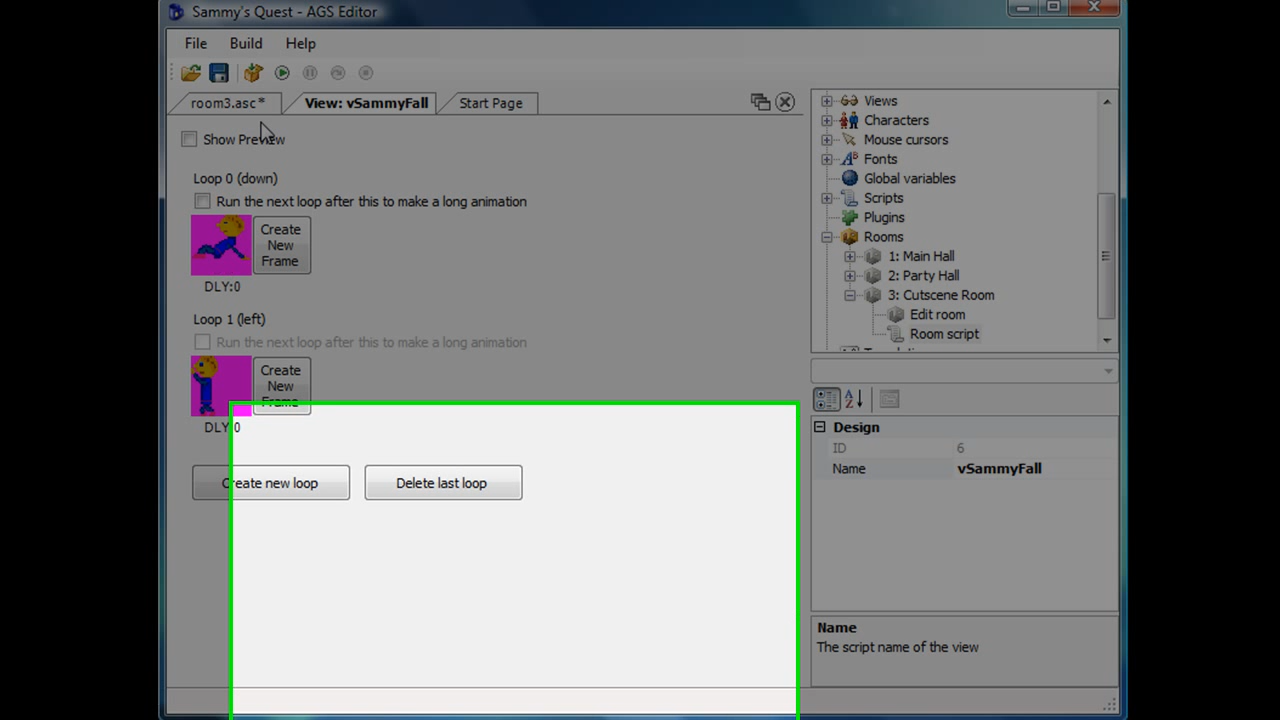 Sammy's Quest - AGS Editor
File Build Help
room3.asc* View: vSammyFall Start Page
Show Preview
Loop 0 (down)
Run the next loop after this to make a long animation
Create
New
Frame
DLY:0
Loop 1 (left)
Run the next loop after this to make a long animation
Create
New
Frame
DLY:0
Create new loop Delete last loop
Views
Characters
Mouse cursors
Fonts
Global variables
Scripts
Plugins
Rooms
1: Main Hall
2: Party Hall
3: Cutscene Room
Edit room
Room script
Design
ID 6
Name vSammyFall
Name
The script name of the view